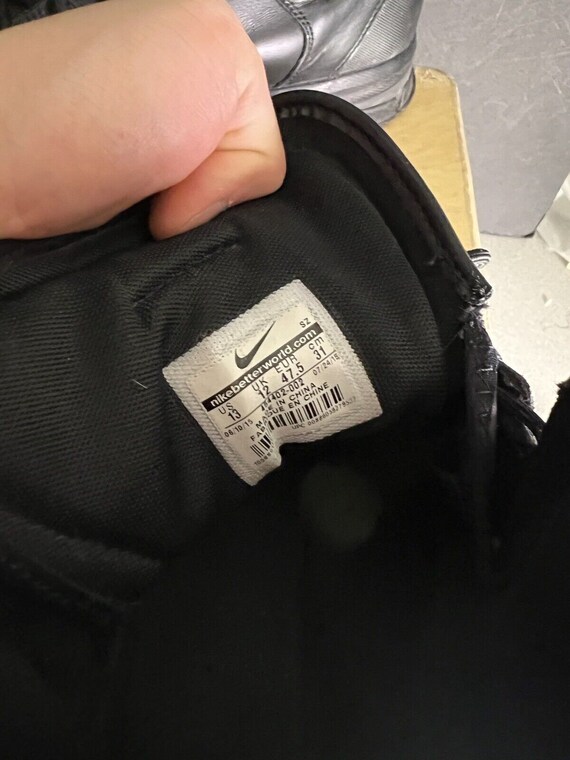 SZ
nikebetterworld.com
US UK EUR cm
13 12 47.5 31
06/10/15 07/24/15
MADE IN CHINA
FABRIQUE EN CHINE